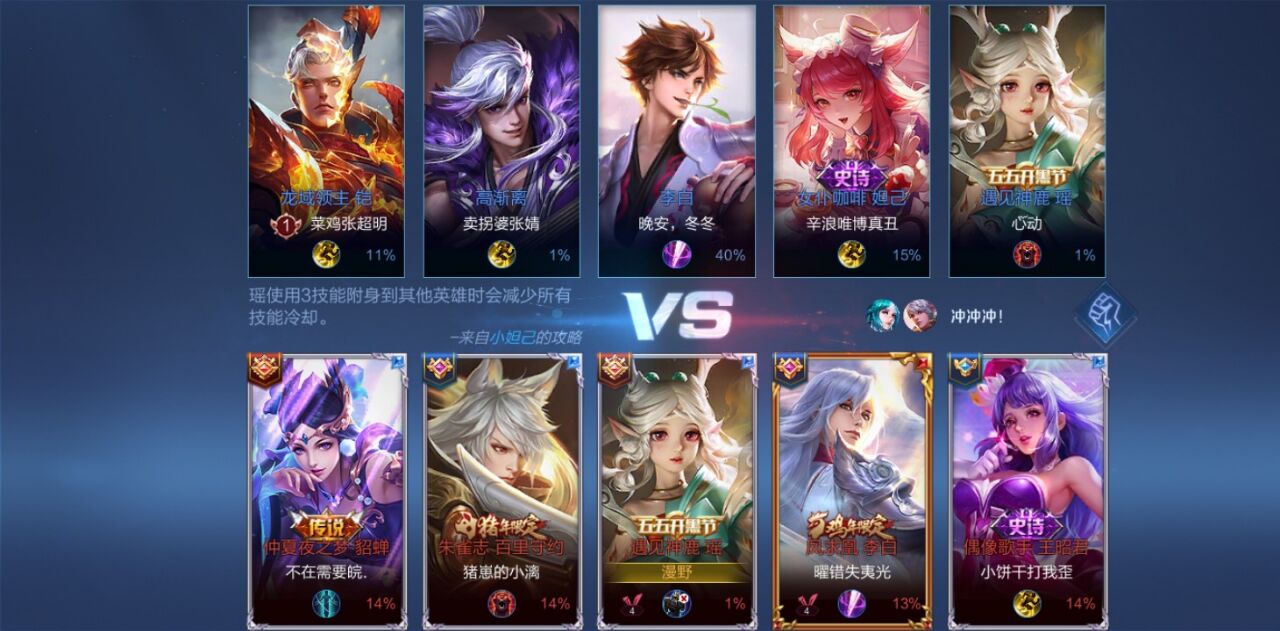 龙域领主 铠
1 菜鸡张超明
11%
高渐离
卖拐婆张婧
1%
李白
晚安，冬冬
40%
史诗
女仆咖啡 妲己
辛浪唯博真丑
15%
五五开黑节
遇见神鹿 瑶
心动
1%
瑶使用3技能附身到其他英雄时会减少所有
技能冷却。
—来自小妲己的攻略
VS
冲冲冲！
传说
仲夏夜之梦 貂蝉
不在需要皖.
14%
猪年限定
朱雀志 百里守约
猪崽的小漓
14%
五五开黑节
遇见神鹿 瑶
漫野
4
1%
鸡年限定
凤求凰 李白
曜错失夷光
4
13%
史诗
偶像歌手 王昭君
小饼干打我歪
14%